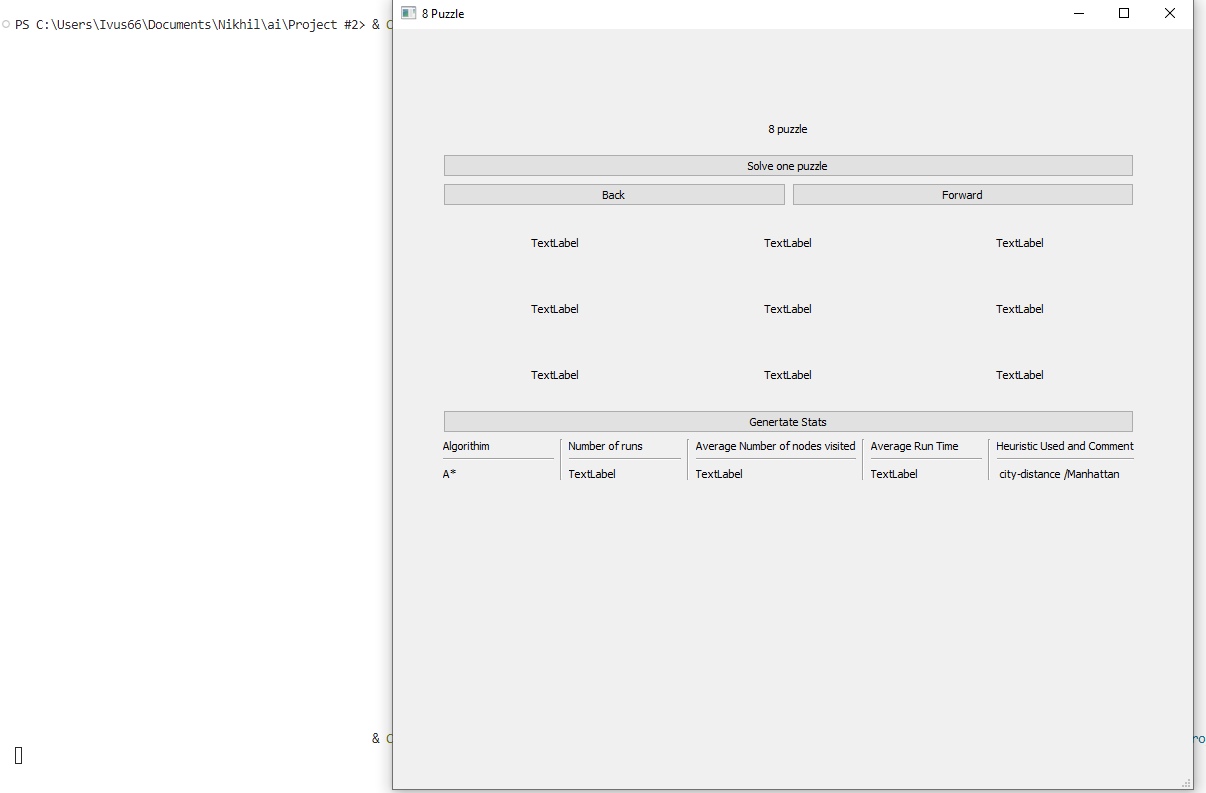 PS C:\Users\Ivus66\Documents\Nikhil\ai\Project #2> &
8 Puzzle
8 puzzle
Solve one puzzle
Back Forward
TextLabel TextLabel TextLabel
TextLabel TextLabel TextLabel
TextLabel TextLabel TextLabel
Genertate Stats
Algorithim Number of runs Average Number of nodes visited Average Run Time Heuristic Used and Comment
A* TextLabel TextLabel TextLabel city-distance /Manhattan
& ro